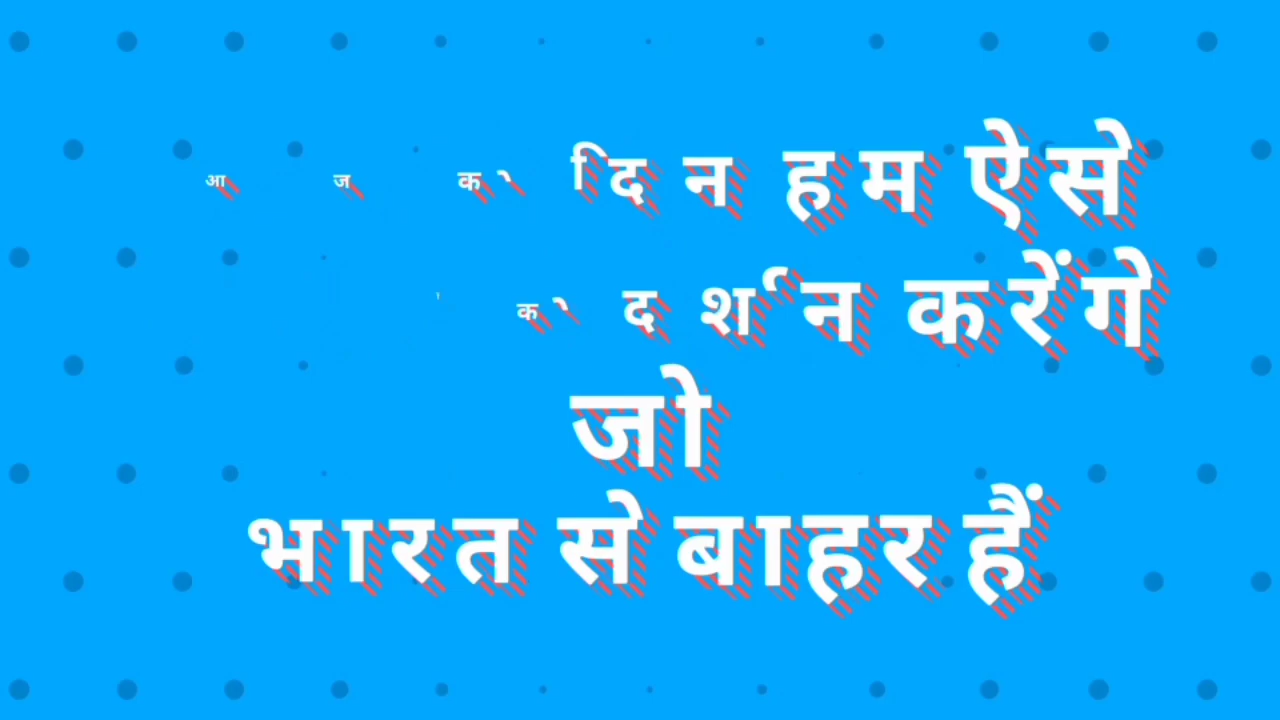 आज के दिन हम ऐसे
के दर्शन करेंगे
जो
भारत से बाहर हैं